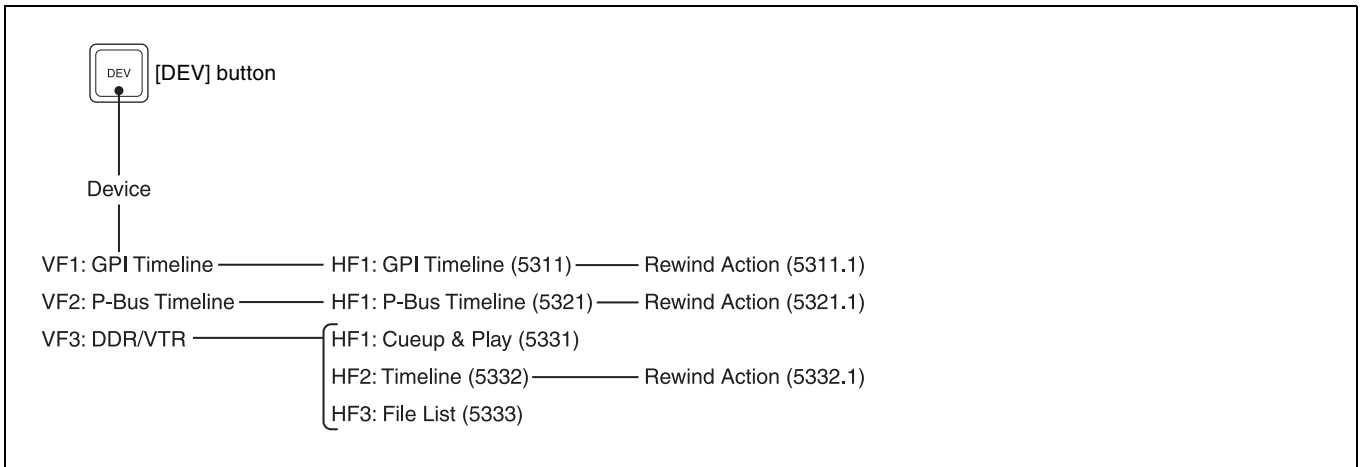 DEV [DEV] button
Device
VF1: GPI Timeline HF1: GPI Timeline (5311) Rewind Action (5311.1)
VF2: P-Bus Timeline HF1: P-Bus Timeline (5321) Rewind Action (5321.1)
VF3: DDR/VTR HF1: Cueup & Play (5331)
HF2: Timeline (5332) Rewind Action (5332.1)
HF3: File List (5333)